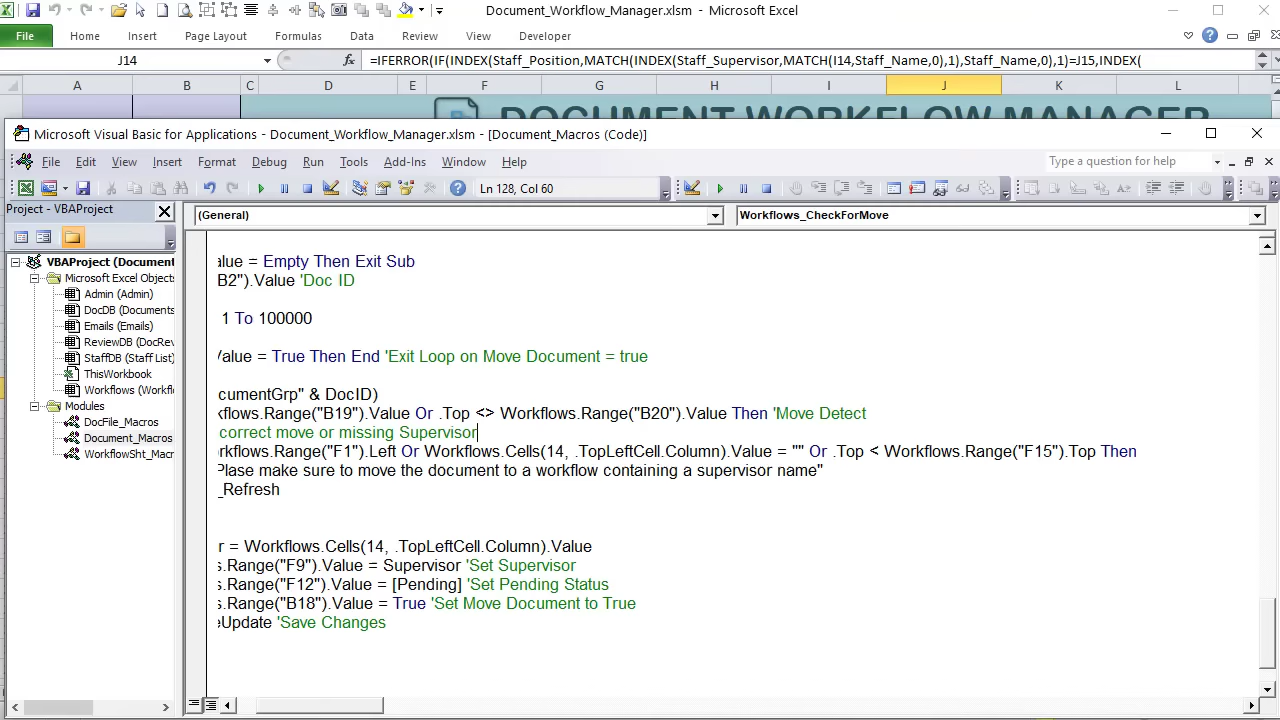 Document_Workflow_Manager.xlsm - Microsoft Excel
File Home Insert Page Layout Formulas Data Review View Developer
J14 fx =IFERROR(IF(INDEX(Staff_Position,MATCH(INDEX(Staff_Supervisor,MATCH(I14,Staff_Name,0),1),Staff_Name,0),1)=J15,INDEX(
A B C D E F G H I J K L
DOCUMENT WORKFLOW MANAGER
Microsoft Visual Basic for Applications - Document_Workflow_Manager.xlsm - [Document_Macros (Code)]
File Edit View Insert Format Debug Run Tools Add-Ins Window Help Type a question for help
Ln 128, Col 60
Project - VBAProject
(General) Workflows_CheckForMove
VBAProject (Document
Microsoft Excel Objects
Admin (Admin)
DocDB (Documents
Emails (Emails)
ReviewDB (DocRev
StaffDB (Staff List)
ThisWorkbook
Workflows (Workfl
Modules
DocFile_Macros
Document_Macros
WorkflowSht_Macr
alue = Empty Then Exit Sub
B2").Value 'Doc ID
1 To 100000
Value = True Then End 'Exit Loop on Move Document = true
cumentGrp" & DocID)
kflows.Range("B19").Value Or .Top <> Workflows.Range("B20").Value Then 'Move Detect
correct move or missing Supervisor
rkflows.Range("F1").Left Or Workflows.Cells(14, .TopLeftCell.Column).Value = "" Or .Top < Workflows.Range("F15").Top Then
Plsae make sure to move the document to a workflow containing a supervisor name"
_Refresh
r = Workflows.Cells(14, .TopLeftCell.Column).Value
s.Range("F9").Value = Supervisor 'Set Supervisor
s.Range("F12").Value = [Pending] 'Set Pending Status
s.Range("B18").Value = True 'Set Move Document to True
eUpdate 'Save Changes